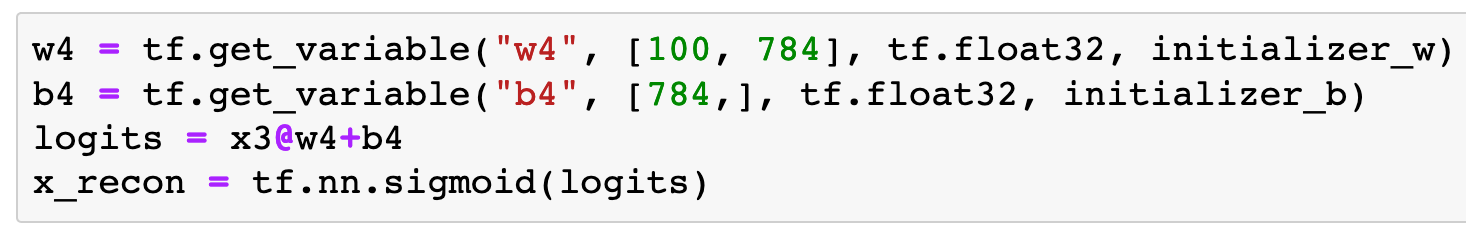 w4 = tf.get_variable("w4", [100, 784], tf.float32, initializer_w)
b4 = tf.get_variable("b4", [784,], tf.float32, initializer_b)
logits = x3@w4+b4
x_recon = tf.nn.sigmoid(logits)